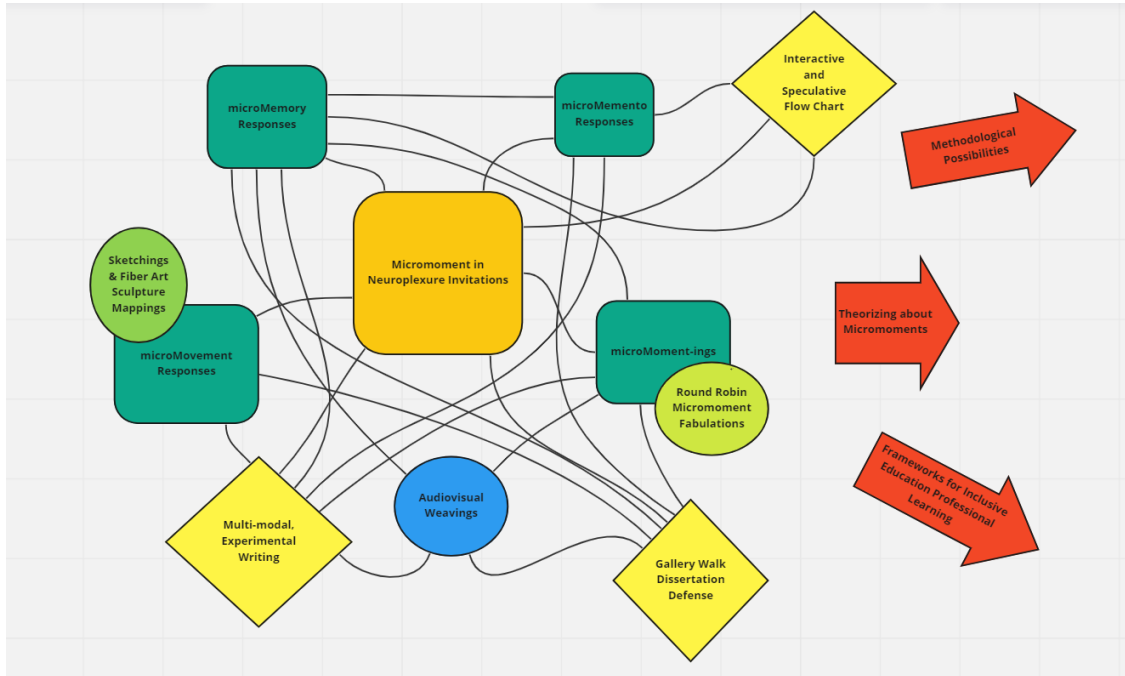 microMemory
Responses
microMemento
Responses
Interactive
and
Speculative
Flow Chart
Methodological
Possibilities
Sketchings
& Fiber Art
Sculpture
Mappings
Micromoment in
Neuroplexure Invitations
microMovement
Responses
microMoment-ings
Round Robin
Micromoment
Fabulations
Theorizing about
Micromoments
Multi-modal,
Experimental
Writing
Audiovisual
Weavings
Gallery Walk
Dissertation
Defense
Frameworks for Inclusive
Education Professional
Learning